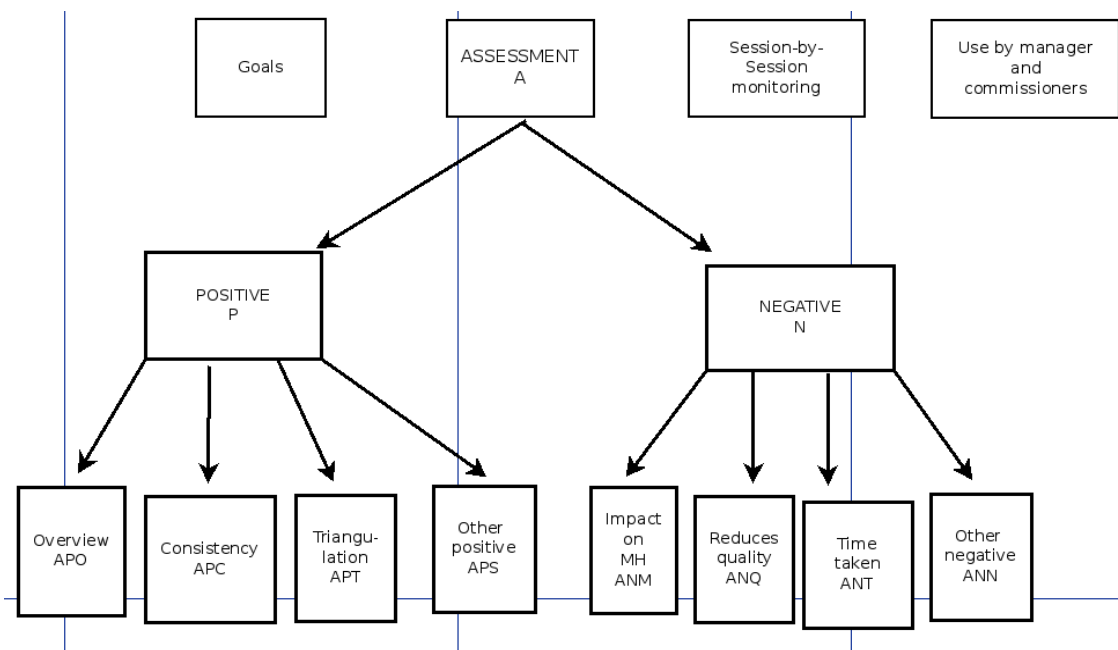 Goals
ASSESSMENT
A
Session-by-
Session
monitoring
Use by manager
and
commissioners
POSITIVE
P
NEGATIVE
N
Overview
APO
Consistency
APC
Triangu-
lation
APT
Other
positive
APS
Impact
on
MH
ANM
Reduces
quality
ANQ
Time
taken
ANT
Other
negative
ANN